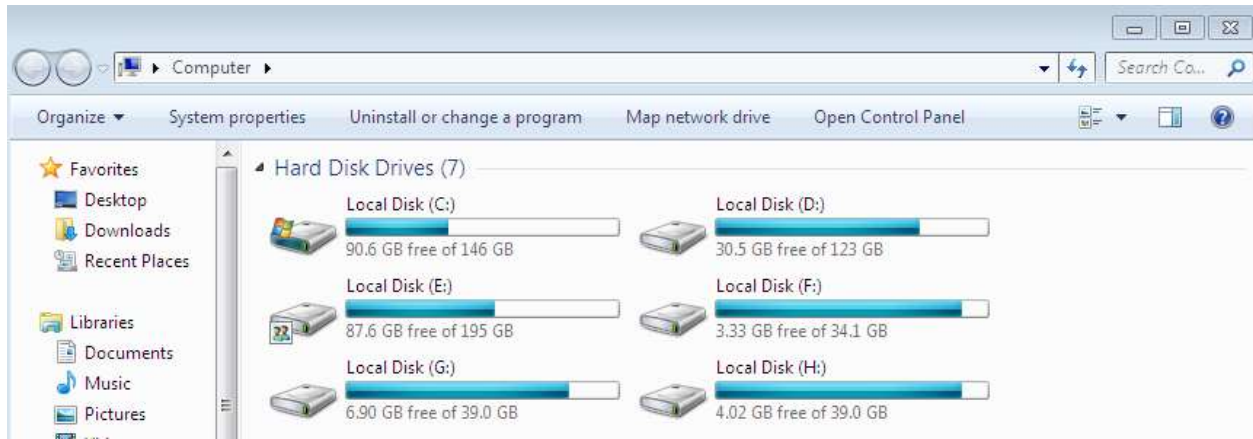 Computer
Search Co...
Organize
System properties
Uninstall or change a program
Map network drive
Open Control Panel
Favorites
Desktop
Downloads
Recent Places
Libraries
Documents
Music
Pictures
Hard Disk Drives (7)
Local Disk (C:)
90.6 GB free of 146 GB
Local Disk (D:)
30.5 GB free of 123 GB
Local Disk (E:)
87.6 GB free of 195 GB
Local Disk (F:)
3.33 GB free of 34.1 GB
Local Disk (G:)
6.90 GB free of 39.0 GB
Local Disk (H:)
4.02 GB free of 39.0 GB